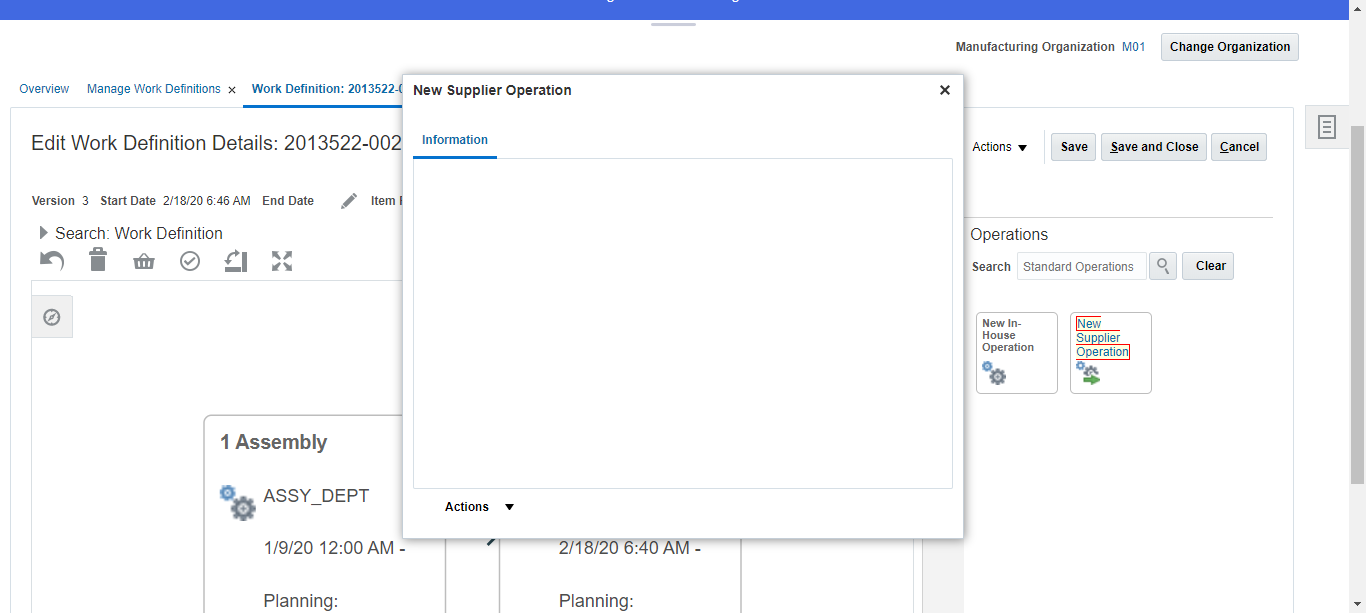 Manufacturing Organization M01 Change Organization
Overview Manage Work Definitions × Work Definition: 2013522-0
New Supplier Operation ×
Information
Edit Work Definition Details: 2013522-002
Actions Save Save and Close Cancel
Version 3 Start Date 2/18/20 6:46 AM End Date Item
Search: Work Definition
Operations
Search Standard Operations Clear
New In-
House
Operation
New
Supplier
Operation
1 Assembly
ASSY_DEPT
Actions
1/9/20 12:00 AM - 2/18/20 6:40 AM -
Planning: Planning: